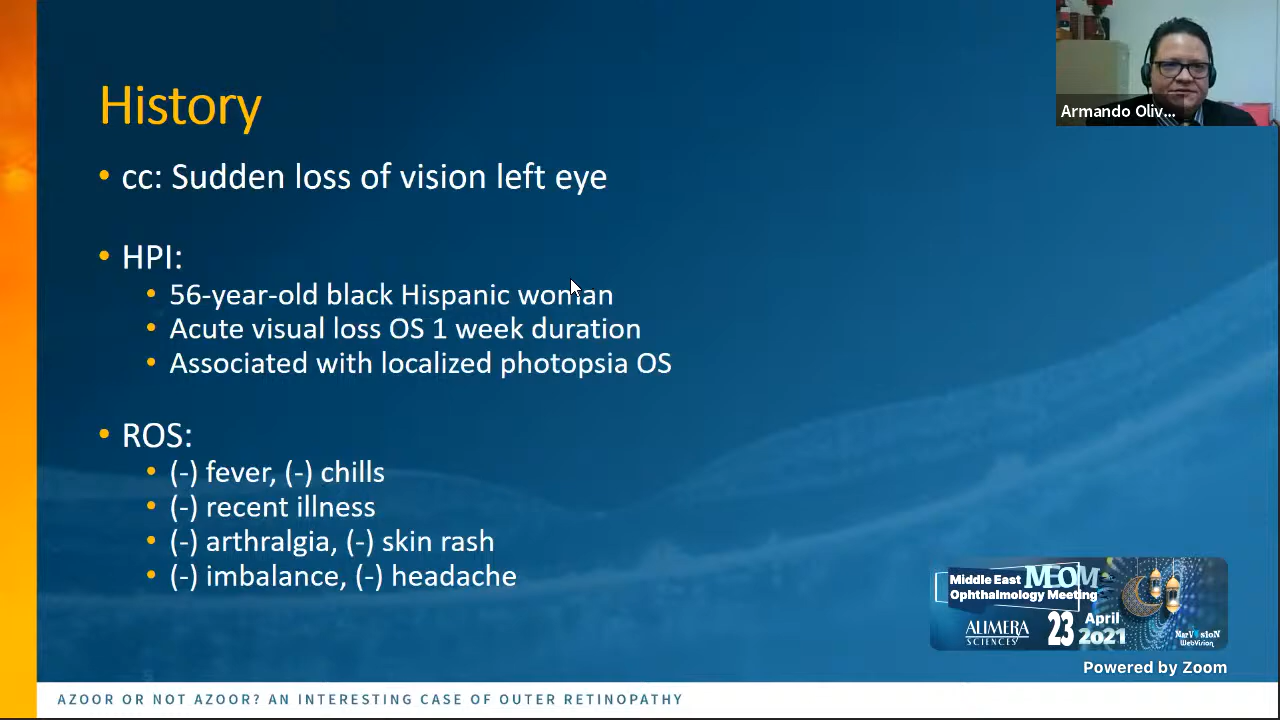 History
• cc: Sudden loss of vision left eye
• HPI:
• 56-year-old black Hispanic woman
• Acute visual loss OS 1 week duration
• Associated with localized photopsia OS
• ROS:
• (-) fever, (-) chills
• (-) recent illness
• (-) arthralgia, (-) skin rash
• (-) imbalance, (-) headache
Armando Oliv...
Middle East MEOM
Ophthalmology Meeting
ALIMERA
SCIENCES
23 April
2021
MarVision
WebVision
Powered by Zoom
AZOOR OR NOT AZOOR? AN INTERESTING CASE OF OUTER RETINOPATHY